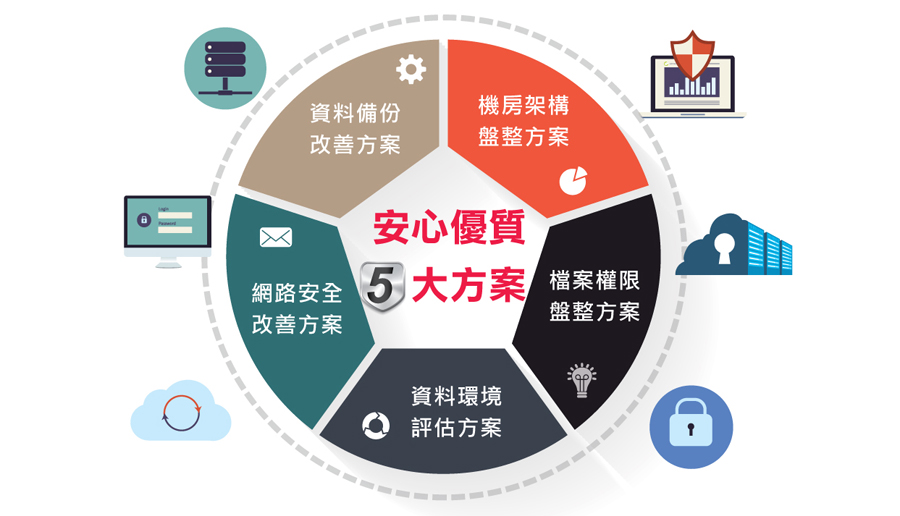 安心優質
5 大方案
機房架構
盤整方案
檔案權限
盤整方案
資料環境
評估方案
網路安全
改善方案
資料備份
改善方案
Login
Password